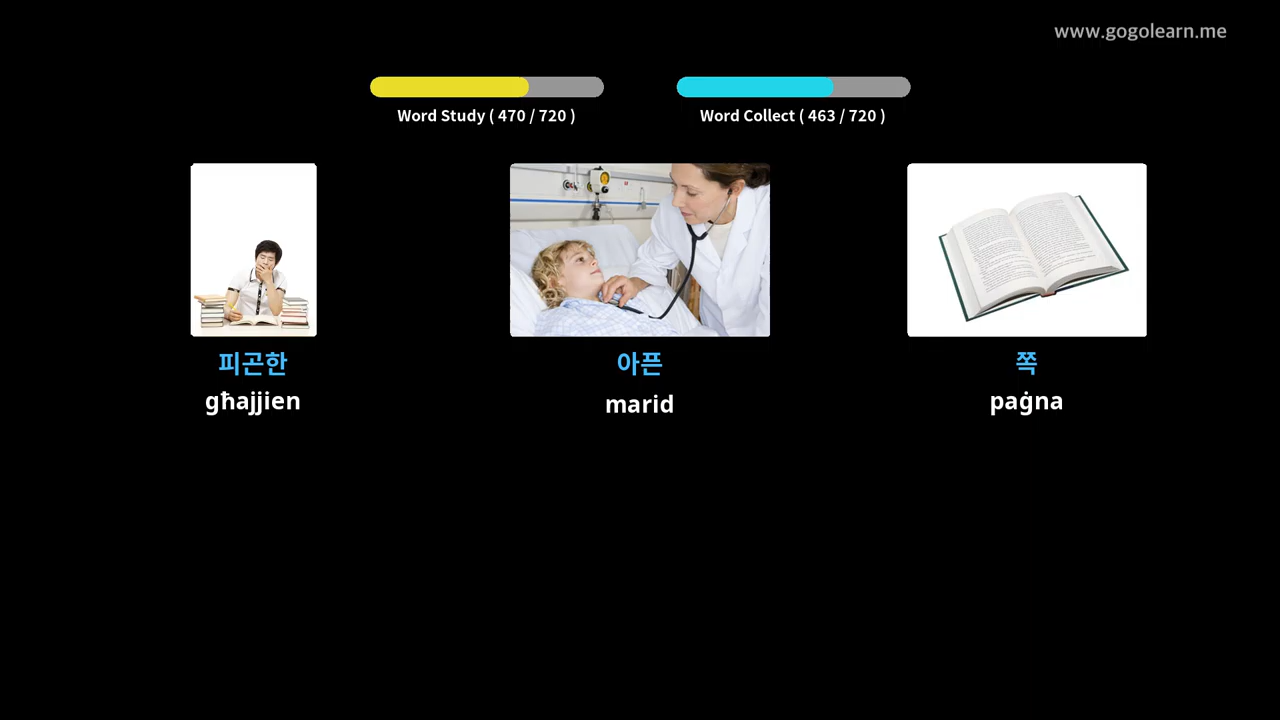 www.gogolearn.me
Word Study ( 470 / 720 )
Word Collect ( 463 / 720 )
피곤한
아픈
쪽
għajjien
marid
paġna